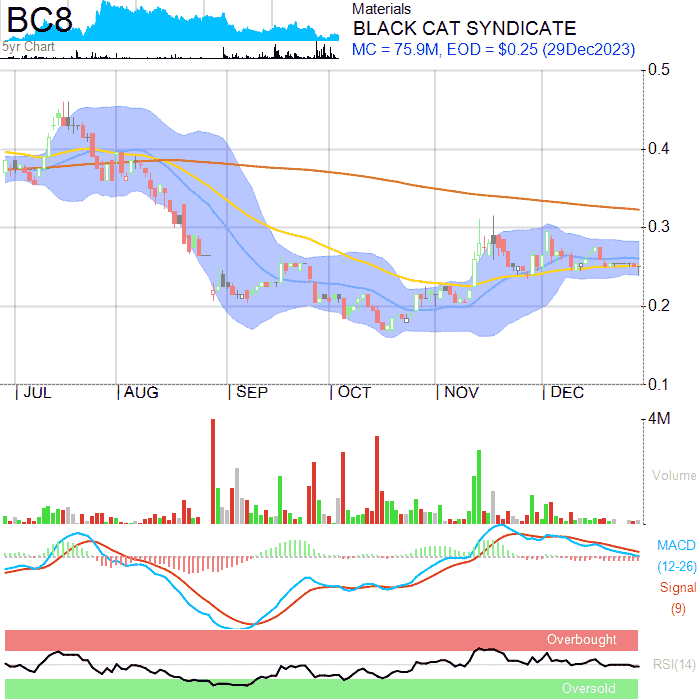 BC8
5yr Chart
Materials
BLACK CAT SYNDICATE
MC = 75.9M, EOD = $0.25 (29Dec2023)
0.5
0.4
0.3
0.2
0.1
JUL AUG SEP OCT NOV DEC
4M
Volume
MACD
(12-26)
Signal
(9)
Overbought
RSI(14)
Oversold